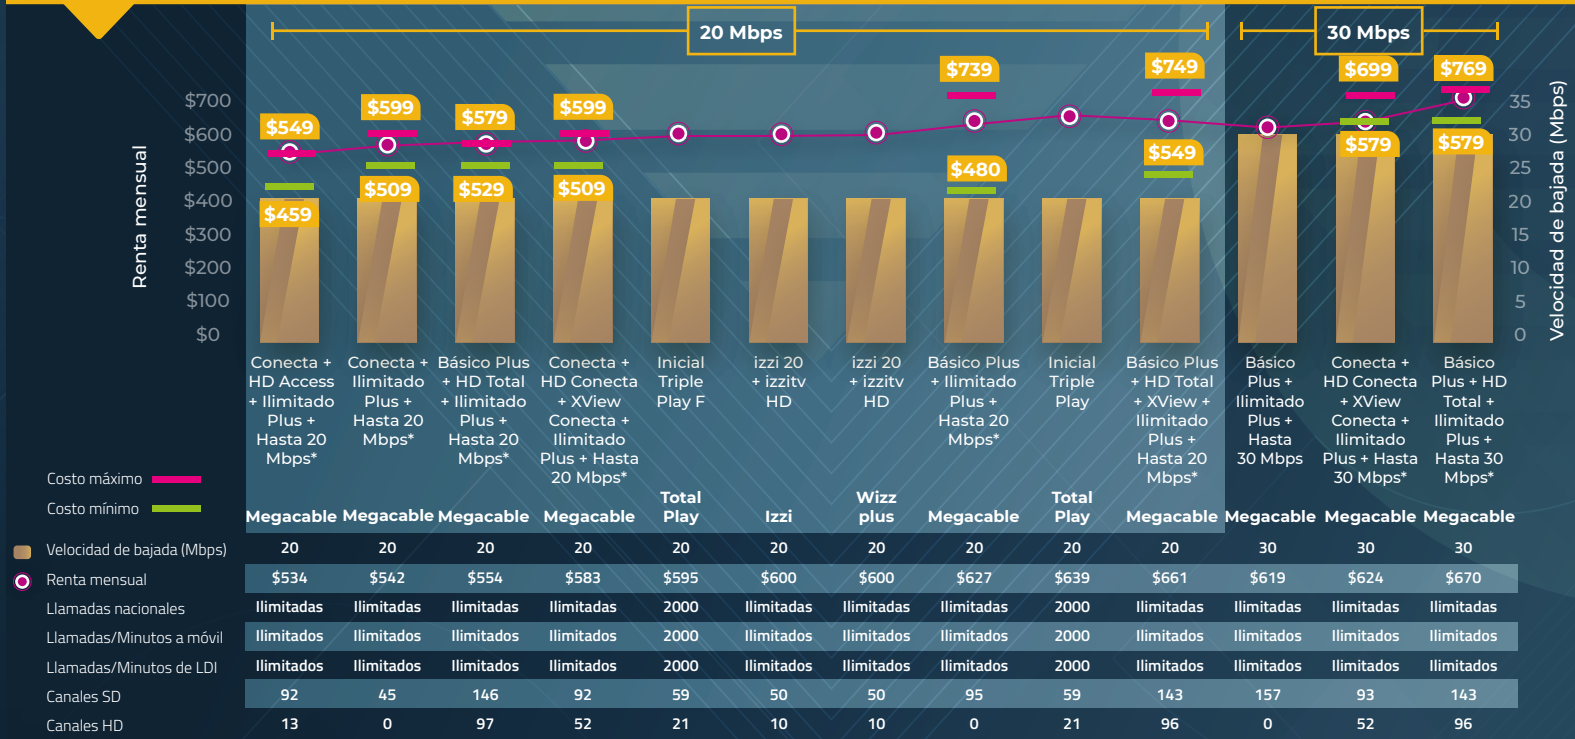 20 Mbps
30 Mbps
Renta mensual
$700
$600
$500
$400
$300
$200
$100
$0
$549
$599
$579
$599
$739
$749
$699
$769
$459
$509
$529
$509
$480
$549
$579
$579
35
30
25
20
15
10
5
0
Velocidad de bajada (Mbps)
Conecta +
HD Access
+ Ilimitado
Plus +
Hasta 20
Mbps*
Megacable
Conecta +
Ilimitado
Plus +
Hasta 20
Mbps*
Megacable
Básico Plus
+ HD Total
+ Ilimitado
Plus +
Hasta 20
Mbps*
Megacable
Conecta +
HD Conecta
+ XView
Conecta +
Ilimitado
Plus + Hasta
20 Mbps*
Megacable
Inicial
Triple
Play F
Total
Play
izzi 20
+ izzitv
HD
Izzi
izzi 20
+ izzitv
HD
Wizz
plus
Básico Plus
+ Ilimitado
Plus +
Hasta 20
Mbps*
Megacable
Inicial
Triple
Play
Total
Play
Básico Plus
+ HD Total
+ XView +
Ilimitado
Plus +
Hasta 20
Mbps*
Megacable
Básico
Plus +
Ilimitado
Plus +
Hasta
30 Mbps
Megacable
Conecta +
HD Conecta
+ XView
Conecta +
Ilimitado
Plus + Hasta
30 Mbps*
Megacable
Básico
Plus + HD
Total +
Ilimitado
Plus +
Hasta 30
Mbps*
Megacable
Costo máximo
Costo mínimo
Velocidad de bajada (Mbps) 20 20 20 20 20 20 20 20 20 20 30 30 30
Renta mensual $534 $542 $554 $583 $595 $600 $600 $627 $639 $661 $619 $624 $670
Llamadas nacionales Ilimitadas Ilimitadas Ilimitadas Ilimitadas 2000 Ilimitadas Ilimitadas Ilimitadas 2000 Ilimitadas Ilimitadas Ilimitadas Ilimitadas
Llamadas/Minutos a móvil Ilimitados Ilimitados Ilimitados Ilimitados 2000 Ilimitados Ilimitados Ilimitados 2000 Ilimitados Ilimitados Ilimitados Ilimitados
Llamadas/Minutos de LDI Ilimitados Ilimitados Ilimitados Ilimitados 2000 Ilimitados Ilimitados Ilimitados 2000 Ilimitados Ilimitados Ilimitados Ilimitados
Canales SD 92 45 146 92 59 50 50 95 59 143 157 93 143
Canales HD 13 0 97 52 21 10 10 0 21 96 0 52 96